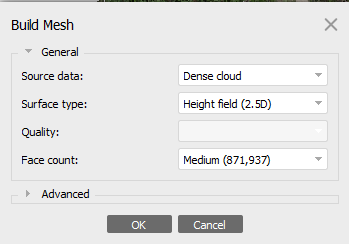 Build Mesh
General
Source data: Dense cloud
Surface type: Height field (2.5D)
Quality:
Face count: Medium (871,937)
Advanced
OK Cancel